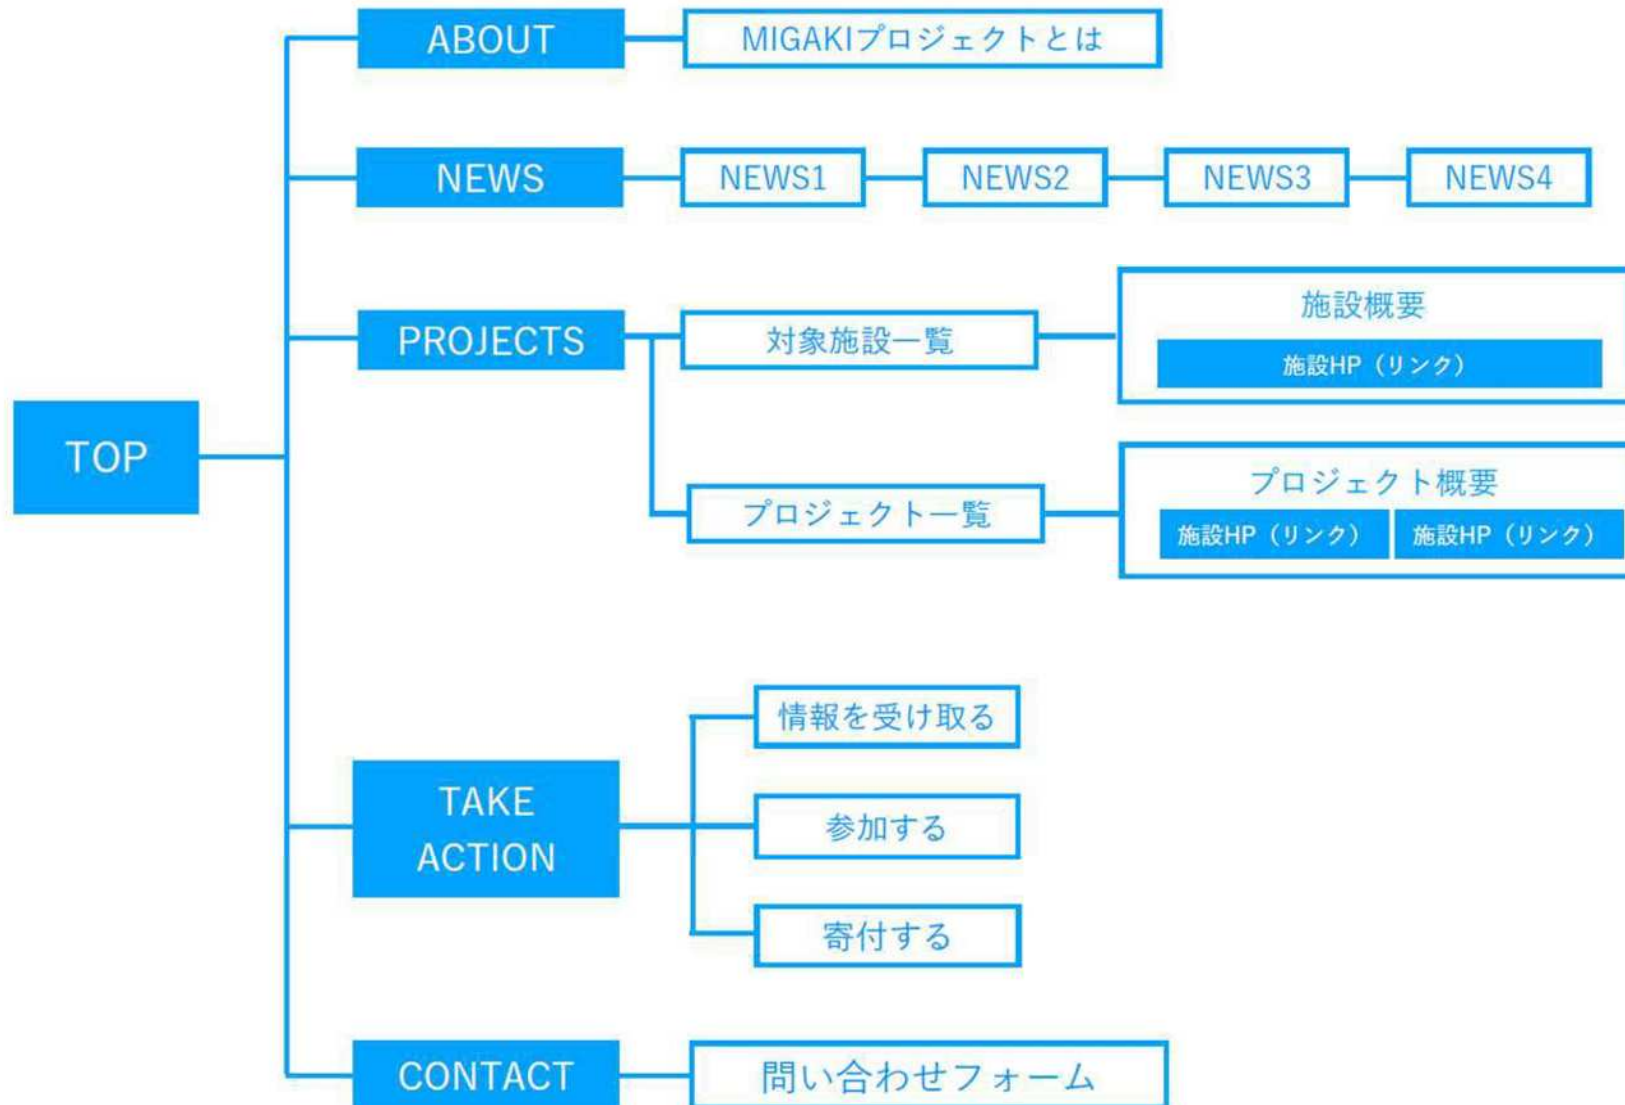 ABOUT
MIGAKIプロジェクトとは
NEWS
NEWS1
NEWS2
NEWS3
NEWS4
PROJECTS
対象施設一覧
施設概要
施設HP（リンク）
TOP
プロジェクト一覧
プロジェクト概要
施設HP（リンク）
施設HP（リンク）
TAKE
ACTION
情報を受け取る
参加する
寄付する
CONTACT
問い合わせフォーム